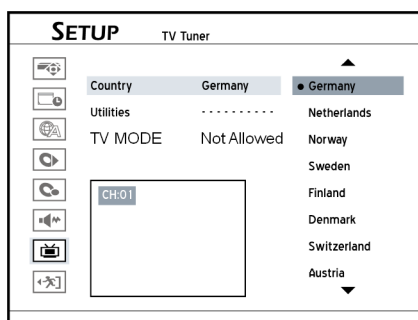 SETUP TV Tuner
Country Germany
Utilities - - - - - - - - - -
TV MODE Not Allowed
CH:01
Germany
Netherlands
Norway
Sweden
Finland
Denmark
Switzerland
Austria